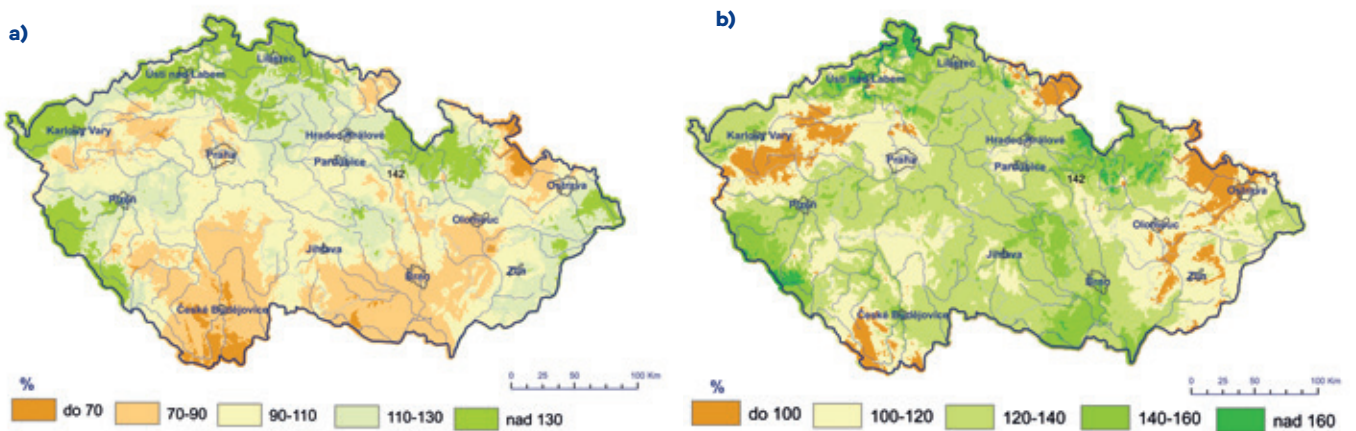 a)
Liberec
Ústí nad Labem
Karlovy Vary
Hradec Králové
Praha
Pardubice
142
Ostrava
Plzeň
Olomouc
Jihlava
Zlín
Brno
České Budějovice
%
0 25 50 100 Km
do 70 70-90 90-110 110-130 nad 130
b)
Liberec
Ústí nad Labem
Karlovy Vary
Hradec Králové
Praha
Pardubice
142
Ostrava
Plzeň
Olomouc
Jihlava
Zlín
Brno
České Budějovice
%
0 25 50 100 Km
do 100 100-120 120-140 140-160 nad 160